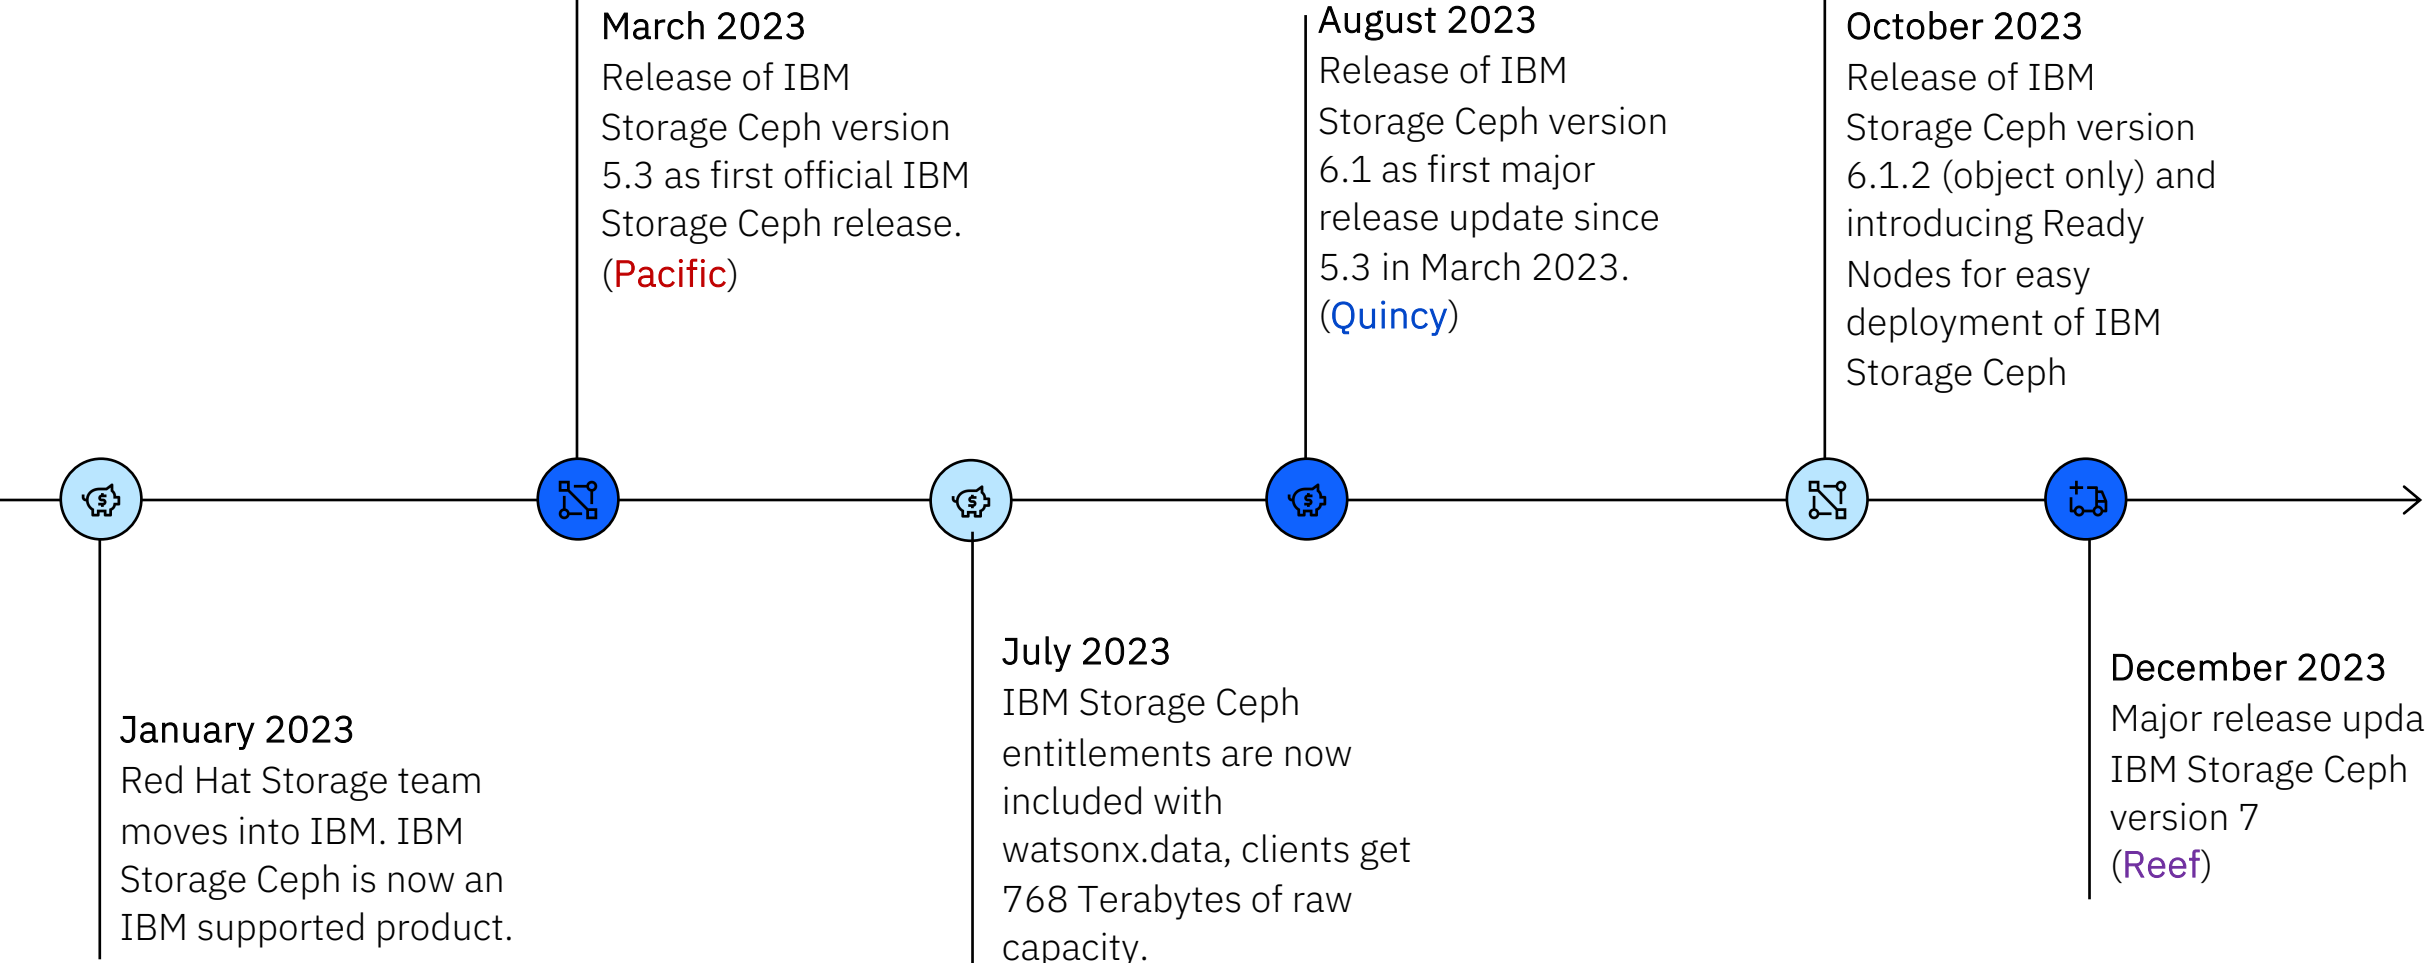 March 2023
Release of IBM
Storage Ceph version
5.3 as first official IBM
Storage Ceph release.
(Pacific)
August 2023
Release of IBM
Storage Ceph version
6.1 as first major
release update since
5.3 in March 2023.
(Quincy)
October 2023
Release of IBM
Storage Ceph version
6.1.2 (object only) and
introducing Ready
Nodes for easy
deployment of IBM
Storage Ceph
January 2023
Red Hat Storage team
moves into IBM. IBM
Storage Ceph is now an
IBM supported product.
July 2023
IBM Storage Ceph
entitlements are now
included with
watsonx.data, clients get
768 Terabytes of raw
capacity.
December 2023
Major release upda
IBM Storage Ceph
version 7
(Reef)